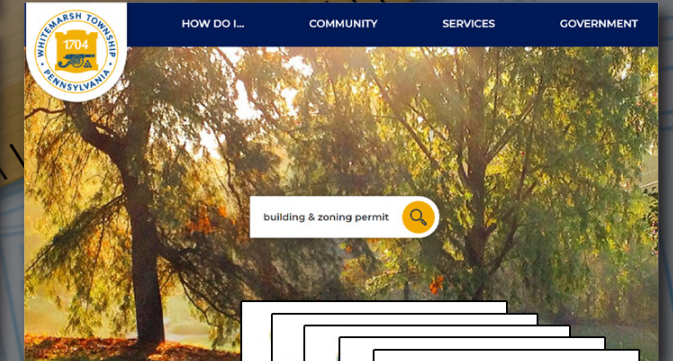 WHITEMARSH TOWNSHIP
1704
PENNSYLVANIA
HOW DO I...
COMMUNITY
SERVICES
GOVERNMENT
building & zoning permit